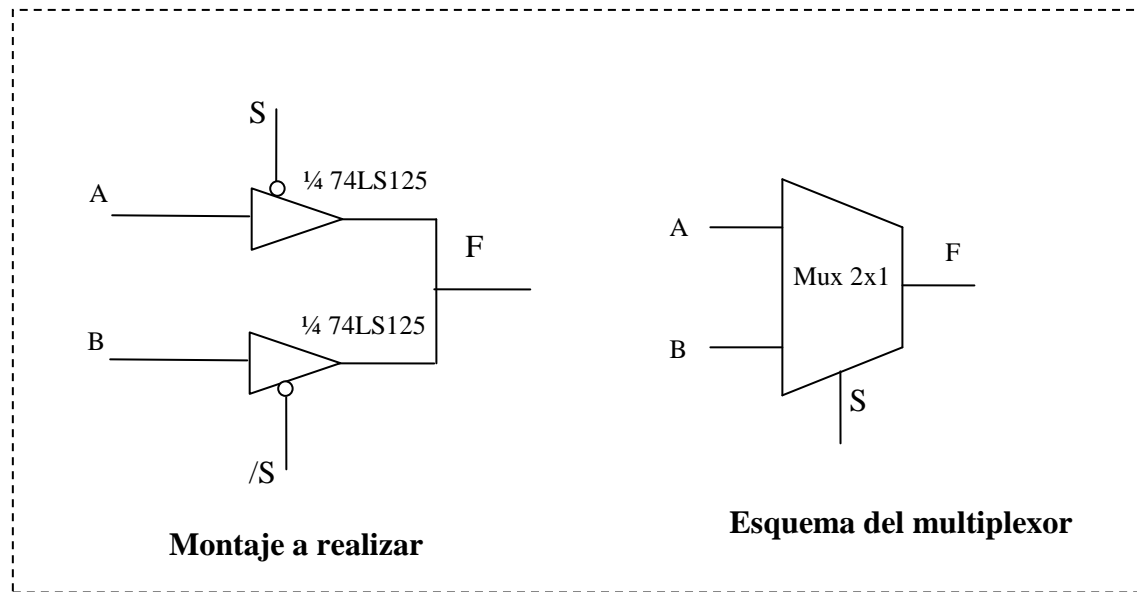 S
¼ 74LS125
A
F
¼ 74LS125
B
/S
Montaje a realizar
A
F
Mux 2x1
B
S
Esquema del multiplexor